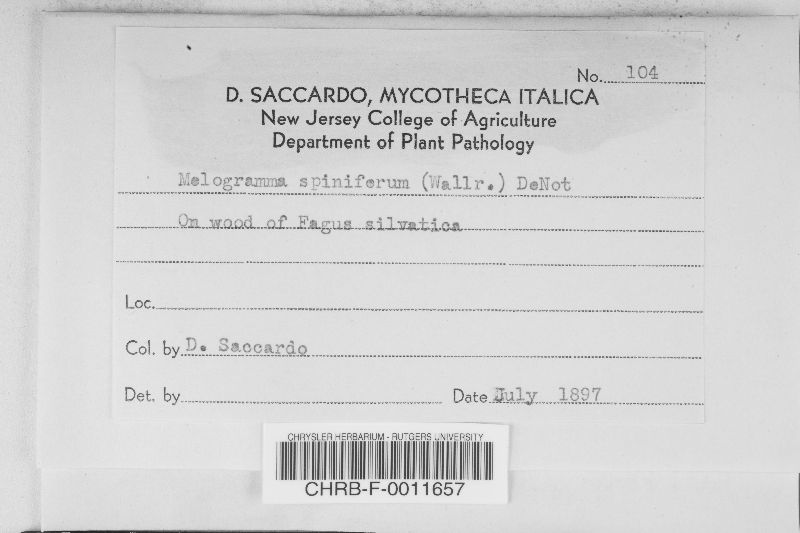 No. 104
D. SACCARDO, MYCOTHECA ITALICA
New Jersey College of Agriculture
Department of Plant Pathology
Melogramma spiniferum (Wallr.) DeNot
On wood of Fagus silvatica
Loc.
Col. by D. Saccardo
Det. by Date July 1897
CHRYSLER HERBARIUM - RUTGERS UNIVERSITY
CHRB-F-0011657